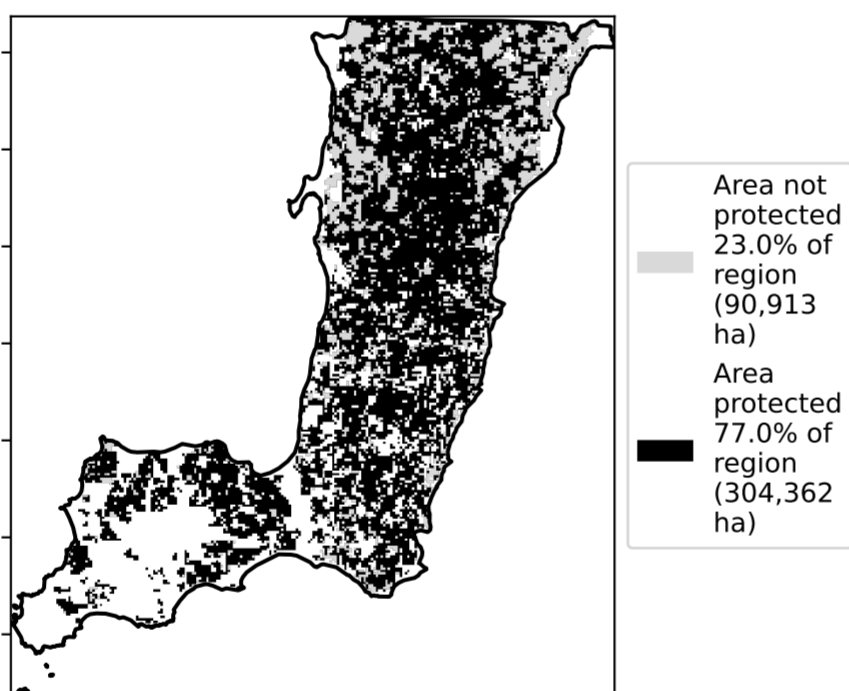 Area not
protected
23.0% of
region
(90,913
ha)
Area
protected
77.0% of
region
(304,362
ha)